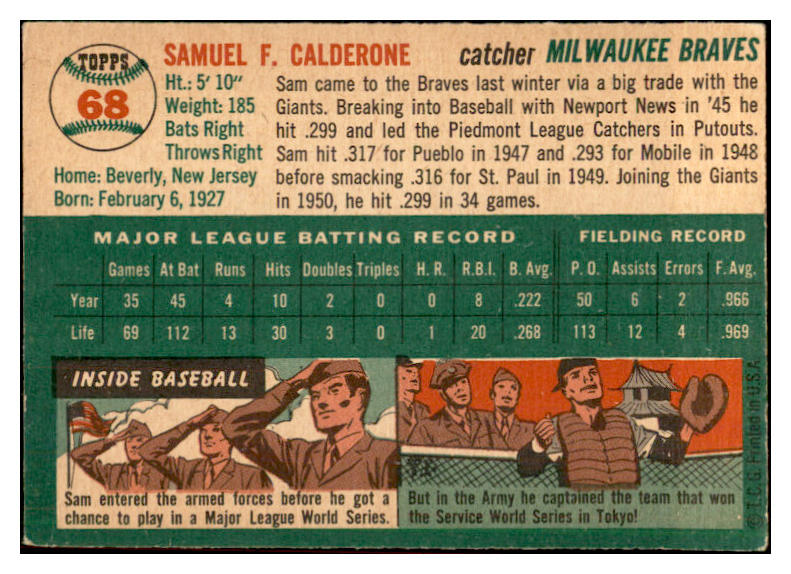 TOPPS
68
SAMUEL F. CALDERONE catcher MILWAUKEE BRAVES
Ht.: 5' 10"
Weight: 185
Bats Right
Throws Right
Home: Beverly, New Jersey
Born: February 6, 1927
Sam came to the Braves last winter via a big trade with the
Giants. Breaking into Baseball with Newport News in '45 he
hit .299 and led the Piedmont League Catchers in Putouts.
Sam hit .317 for Pueblo in 1947 and .293 for Mobile in 1948
before smacking .316 for St. Paul in 1949. Joining the Giants
in 1950, he hit .299 in 34 games.
MAJOR LEAGUE BATTING RECORD FIELDING RECORD
Games At Bat Runs Hits Doubles Triples H. R. R.B.I. B. Avg. P. O. Assists Errors F. Avg.
Year 35 45 4 10 2 0 0 8 .222 50 6 2 .966
Life 69 112 13 30 3 0 1 20 .268 113 12 4 .969
INSIDE BASEBALL
Sam entered the armed forces before he got a
chance to play in a Major League World Series.
But in the Army he captained the team that won
the Service World Series in Tokyo!
© T.C.G. Printed in U.S.A.